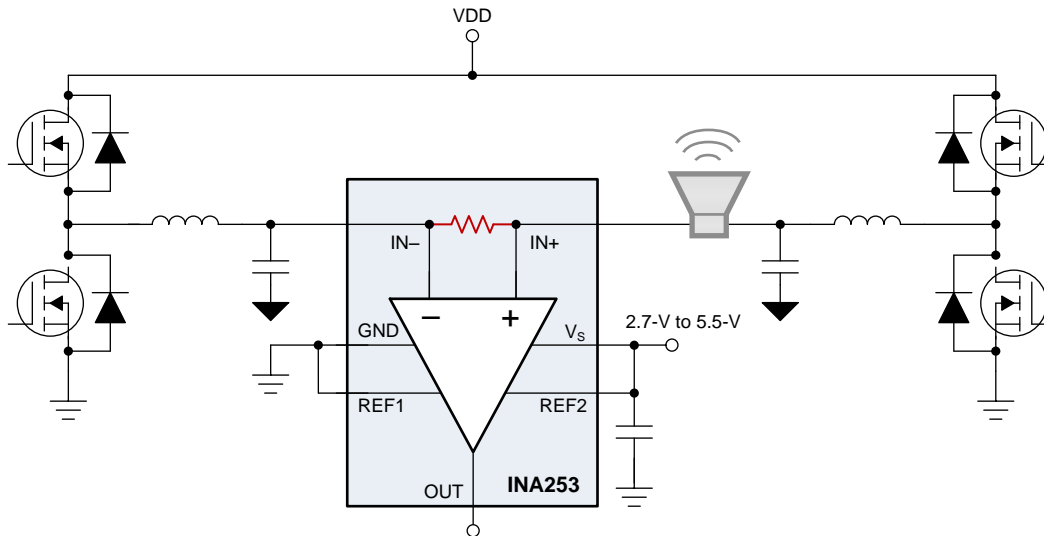 VDD
IN–
IN+
GND
VS
2.7-V to 5.5-V
REF1
REF2
OUT
INA253